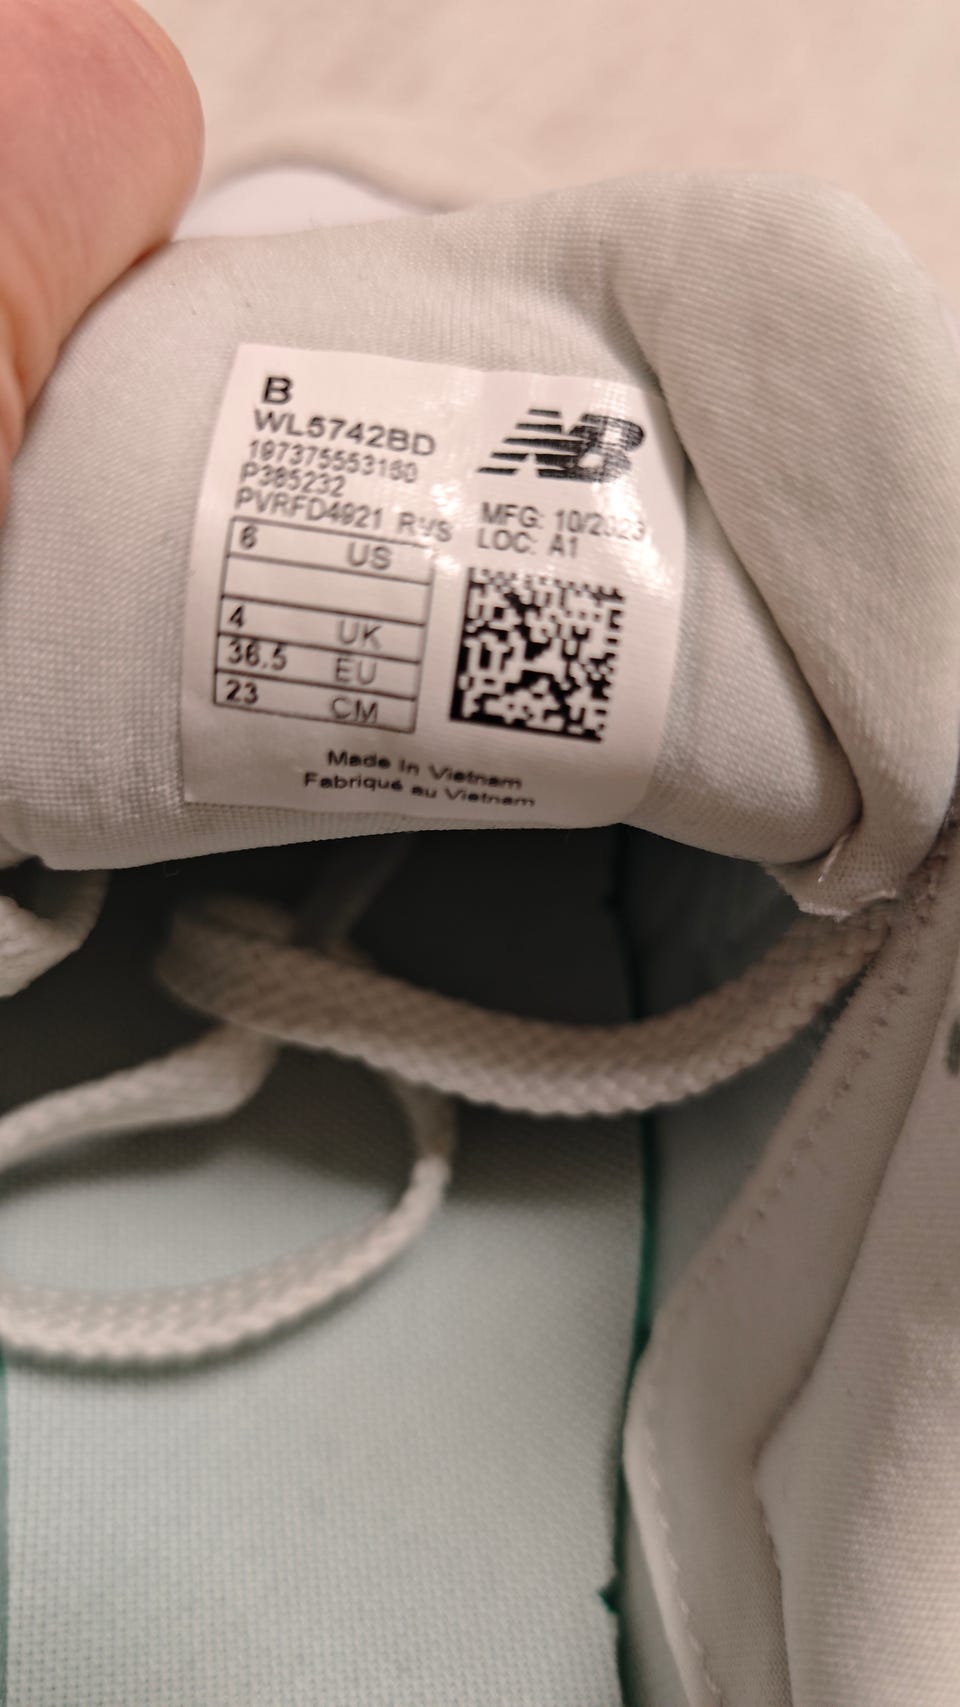 B
WL5742BD
197375553160
P385232
PVRFD4921 RVS
6 US
4 UK
36.5 EU
23 CM
NB
MFG: 10/2023
LOC: A1
Made In Vietnam
Fabriqué au Vietnam